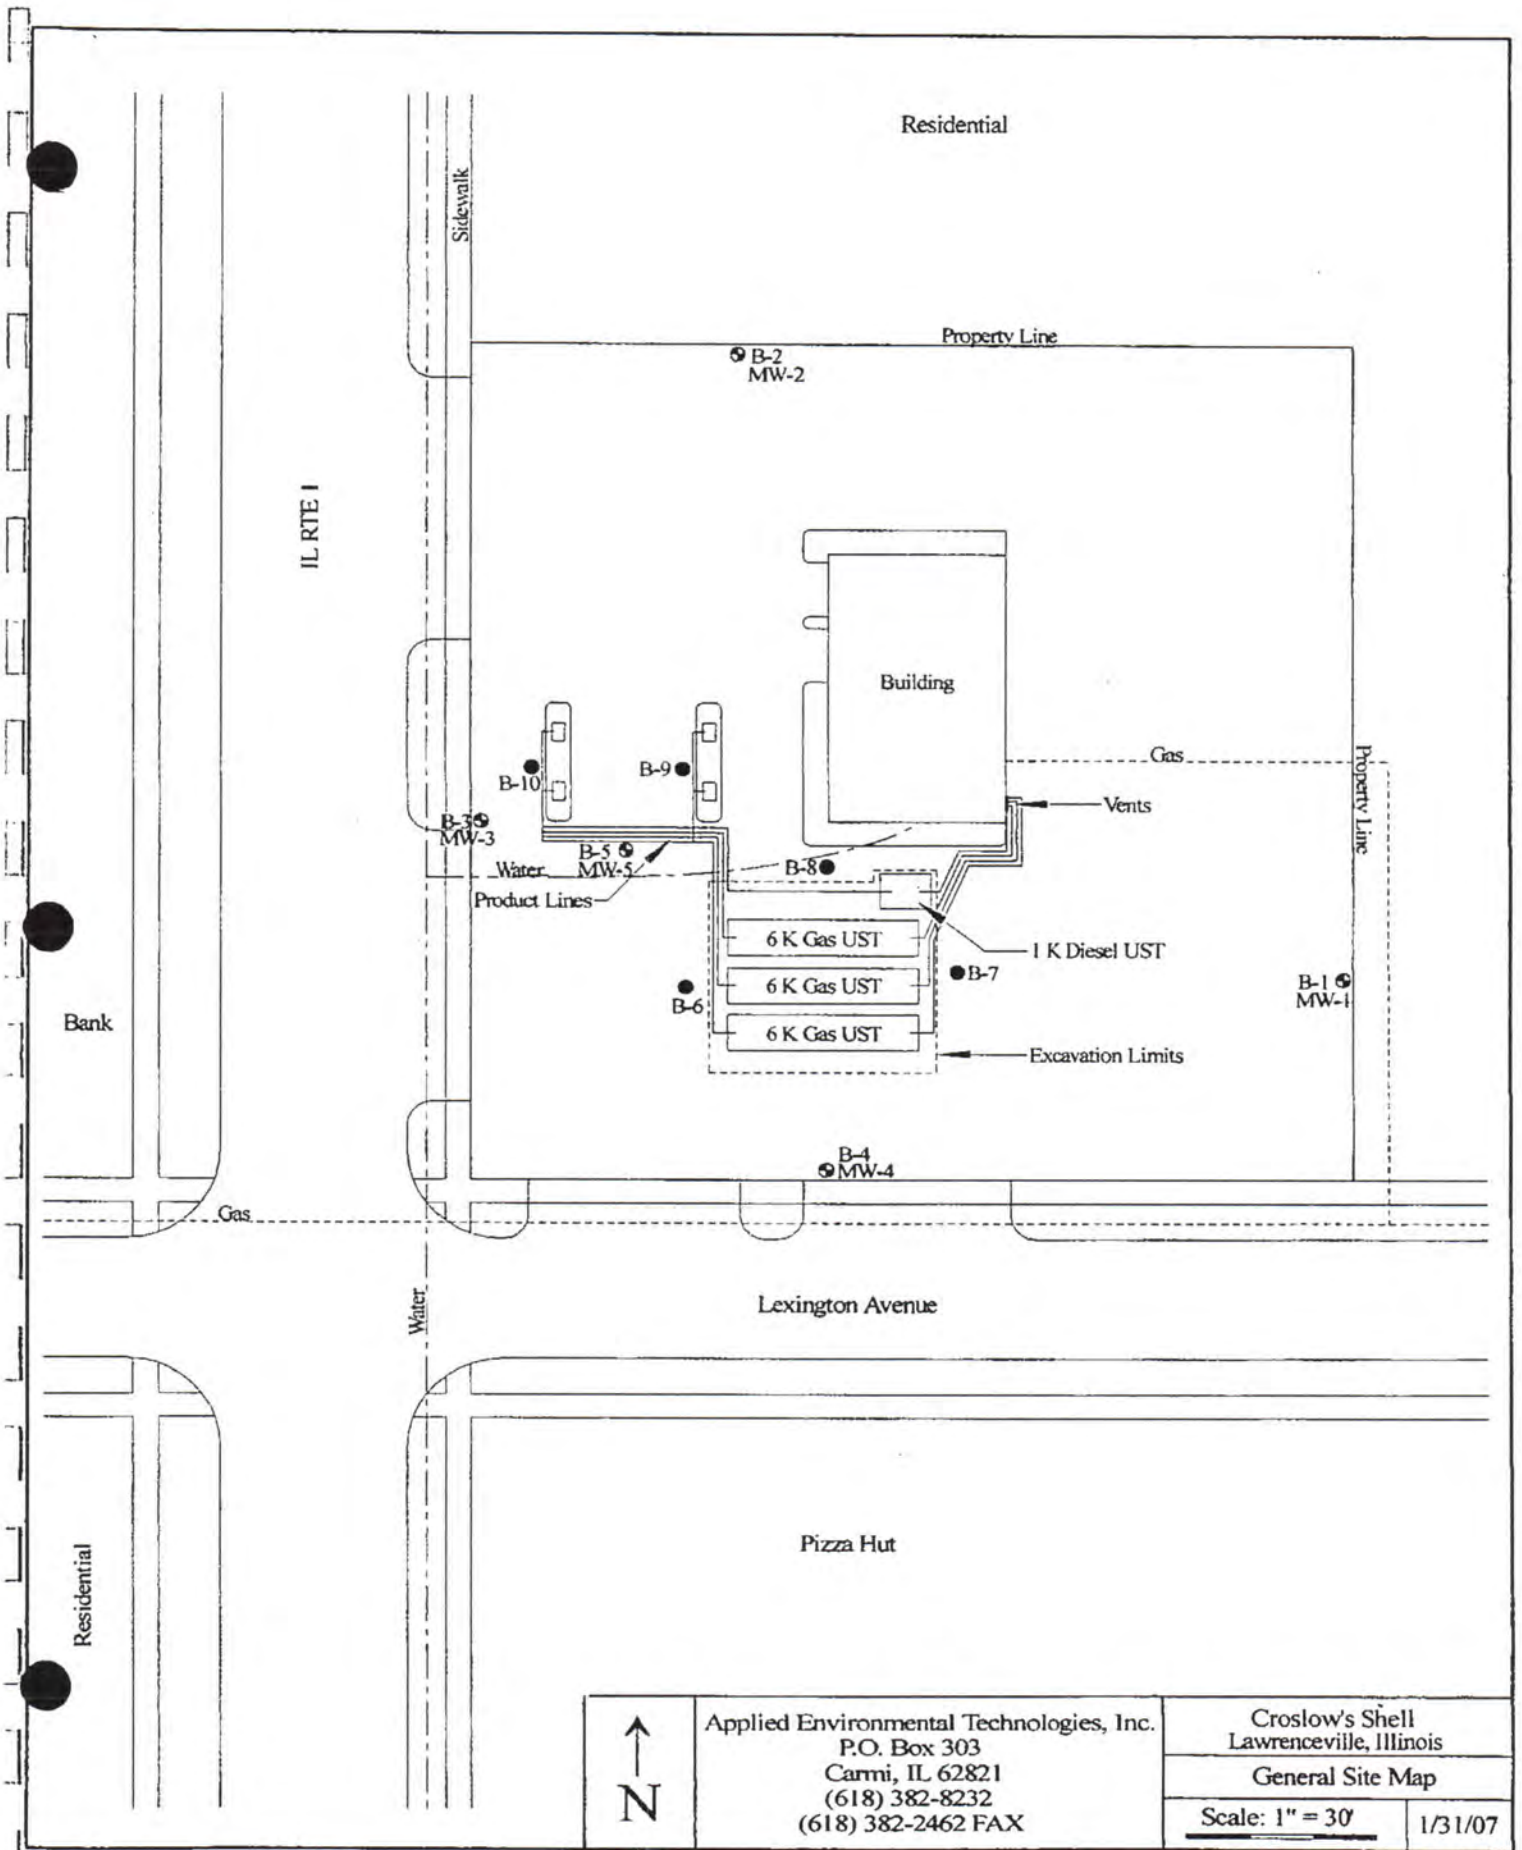 Residential
Sidewalk
Property Line
B-2
MW-2
IL RTE 1
Building
Gas
Property Line
B-10
B-9
Vents
B-3
MW-3
B-5
MW-5
Water
B-8
Product Lines
6 K Gas UST
1 K Diesel UST
6 K Gas UST
B-7
B-6
B-1
MW-1
Bank
6 K Gas UST
Excavation Limits
B-4
MW-4
Gas
Water
Lexington Avenue
Pizza Hut
Residential
N
Applied Environmental Technologies, Inc.
P.O. Box 303
Carmi, IL 62821
(618) 382-8232
(618) 382-2462 FAX
Croslow's Shell
Lawrenceville, Illinois
General Site Map
Scale: 1" = 30'
1/31/07